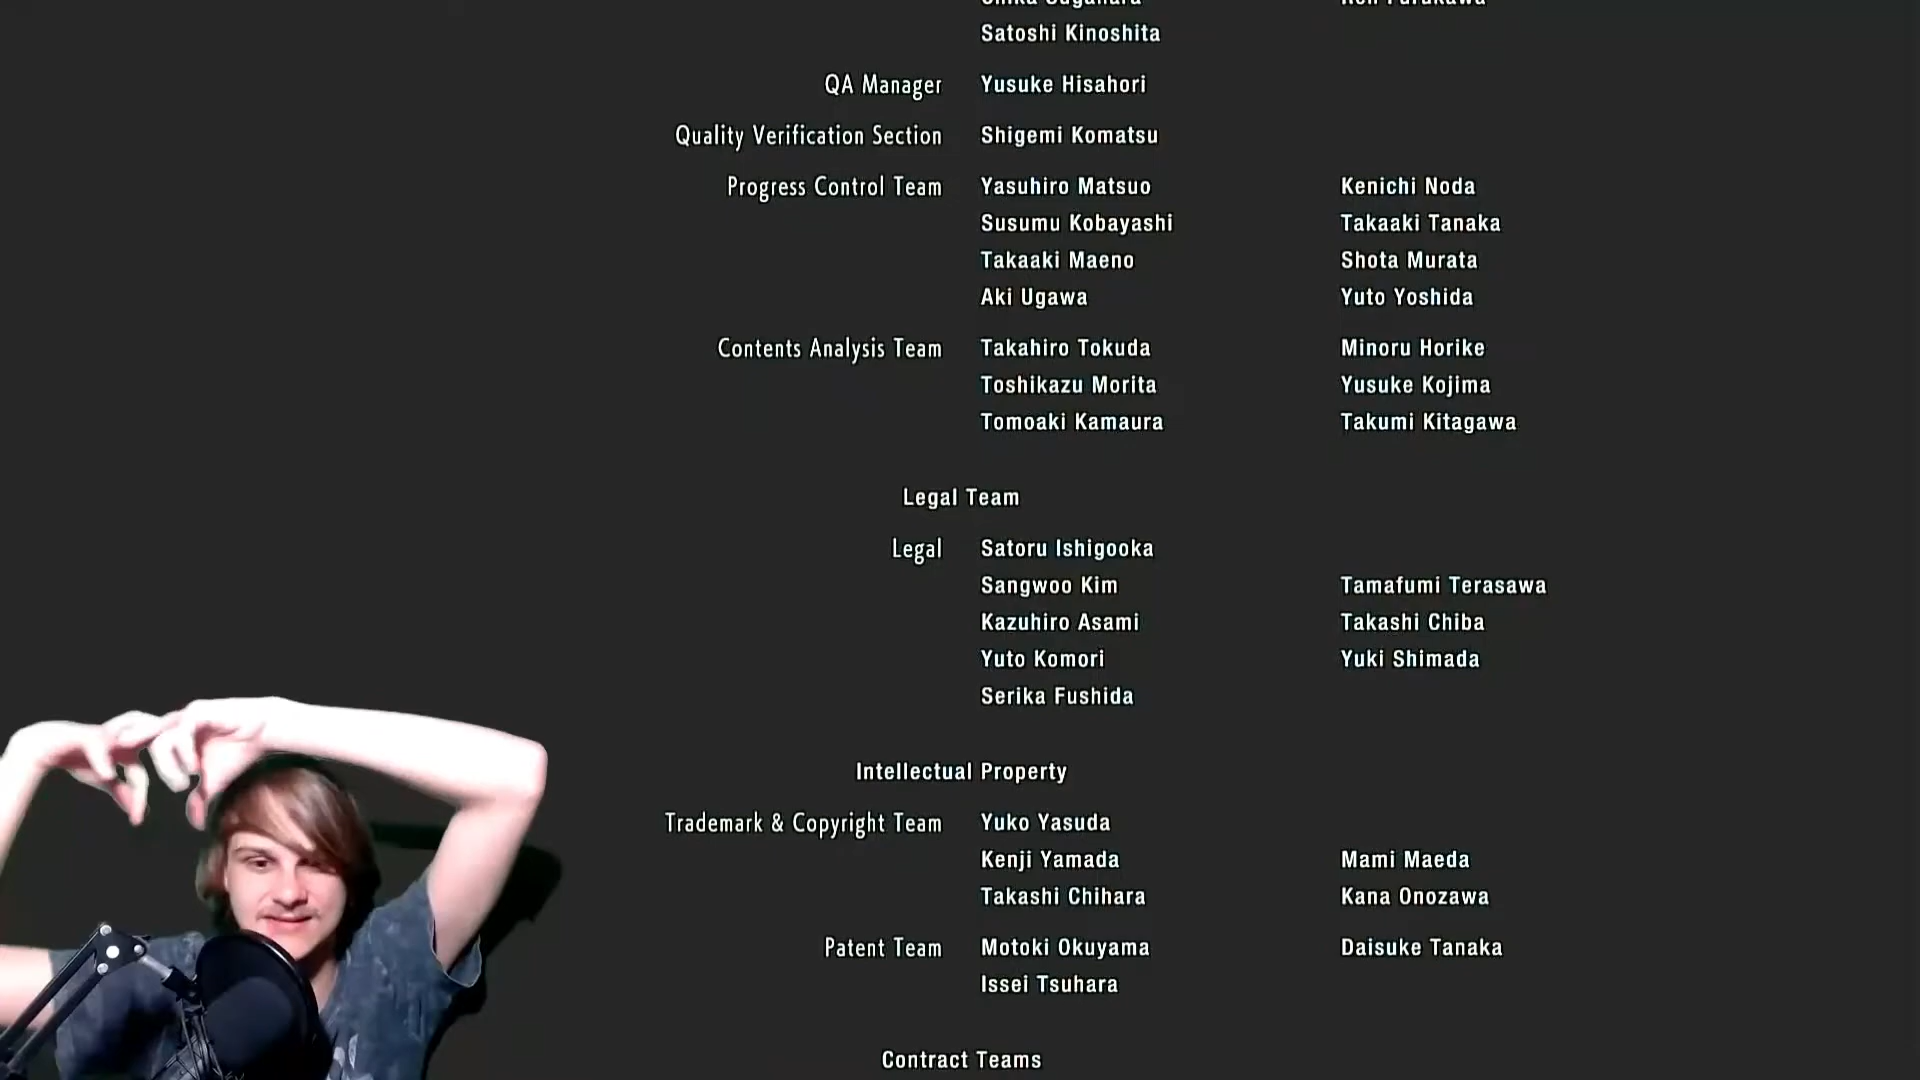 Satoshi Kinoshita
QA Manager Yusuke Hisahori
Quality Verification Section Shigemi Komatsu
Progress Control Team Yasuhiro Matsuo Kenichi Noda
Susumu Kobayashi Takaaki Tanaka
Takaaki Maeno Shota Murata
Aki Ugawa Yuto Yoshida
Contents Analysis Team Takahiro Tokuda Minoru Horike
Toshikazu Morita Yusuke Kojima
Tomoaki Kamaura Takumi Kitagawa
Legal Team
Legal Satoru Ishigooka
Sangwoo Kim Tamafumi Terasawa
Kazuhiro Asami Takashi Chiba
Yuto Komori Yuki Shimada
Serika Fushida
Intellectual Property
Trademark & Copyright Team Yuko Yasuda
Kenji Yamada Mami Maeda
Takashi Chihara Kana Onozawa
Patent Team Motoki Okuyama Daisuke Tanaka
Issei Tsuhara
Contract Teams